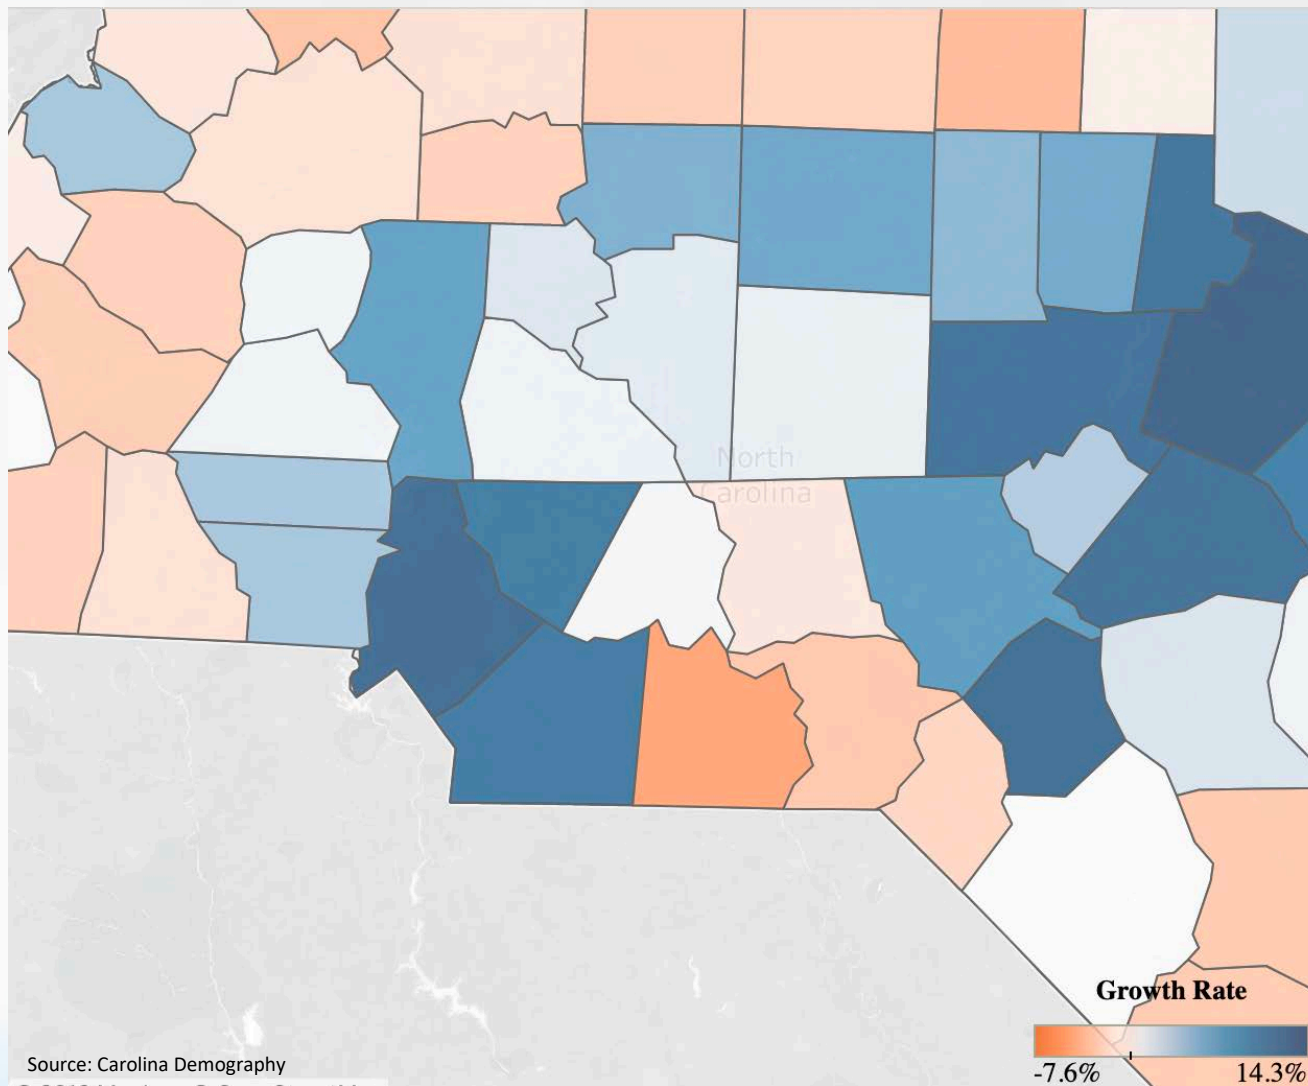 North
Carolina
Growth Rate
-7.6% 14.3%
Source: Carolina Demography